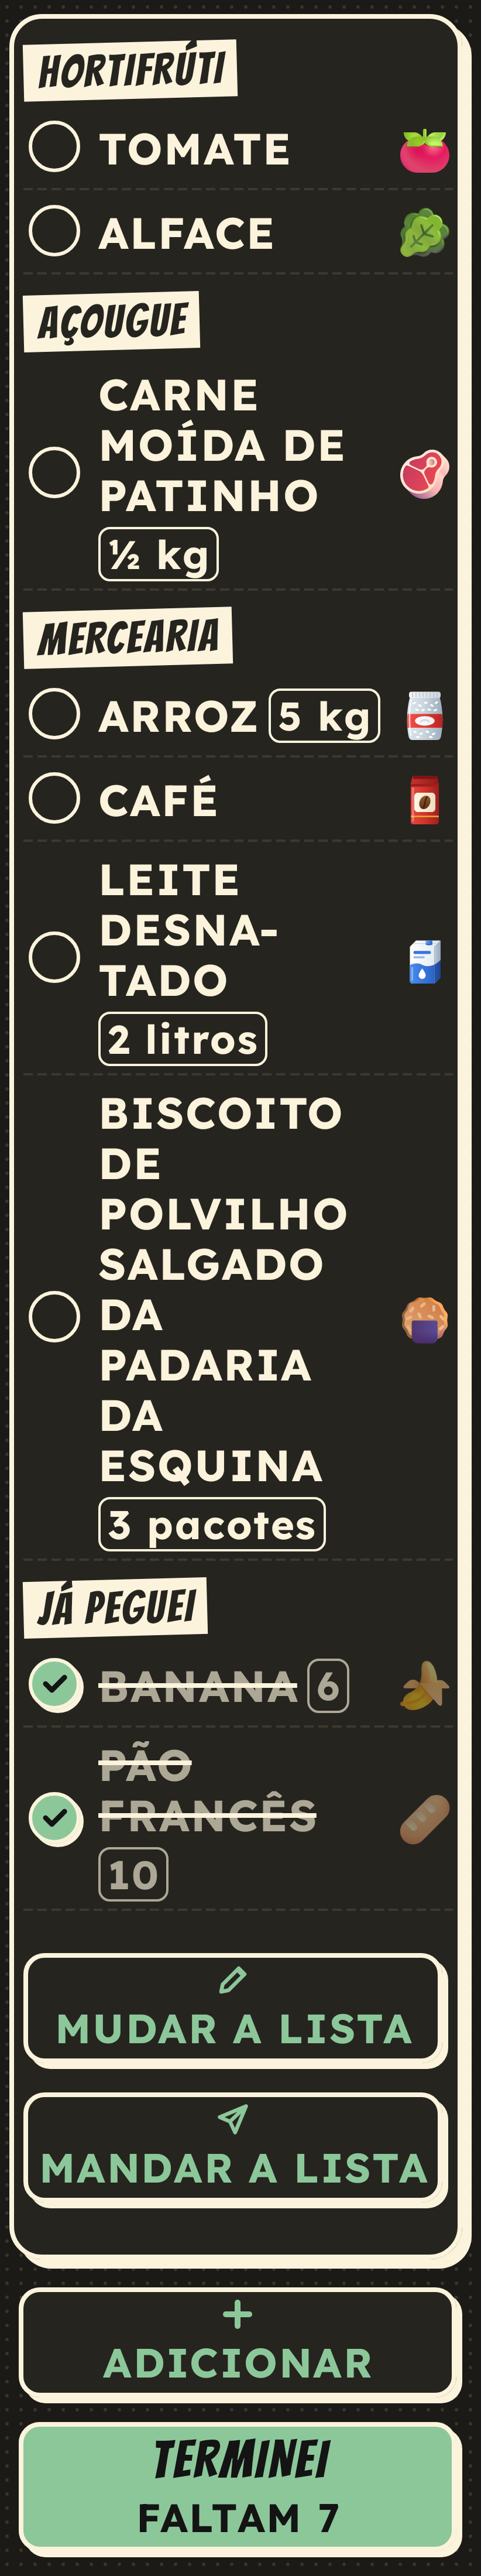 HORTIFRÚTI
TOMATE
ALFACE
AÇOUGUE
CARNE
MOÍDA DE
PATINHO
½ kg
MERCEARIA
ARROZ 5 kg
CAFÉ
LEITE
DESNA-
TADO
2 litros
BISCOITO
DE
POLVILHO
SALGADO
DA
PADARIA
DA
ESQUINA
3 pacotes
JÁ PEGUEI
BANANA 6
PÃO
FRANCÊS
10
MUDAR A LISTA
MANDAR A LISTA
ADICIONAR
TERMINEI
FALTAM 7